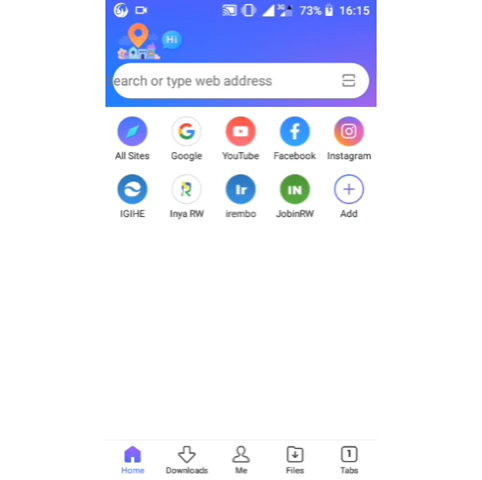 3G 73% 16:15
Hi
earch or type web address
All Sites Google YouTube Facebook Instagram
Ir IN
IGIHE Inya RW irembo JobinRW Add
1
Home Downloads Me Files Tabs